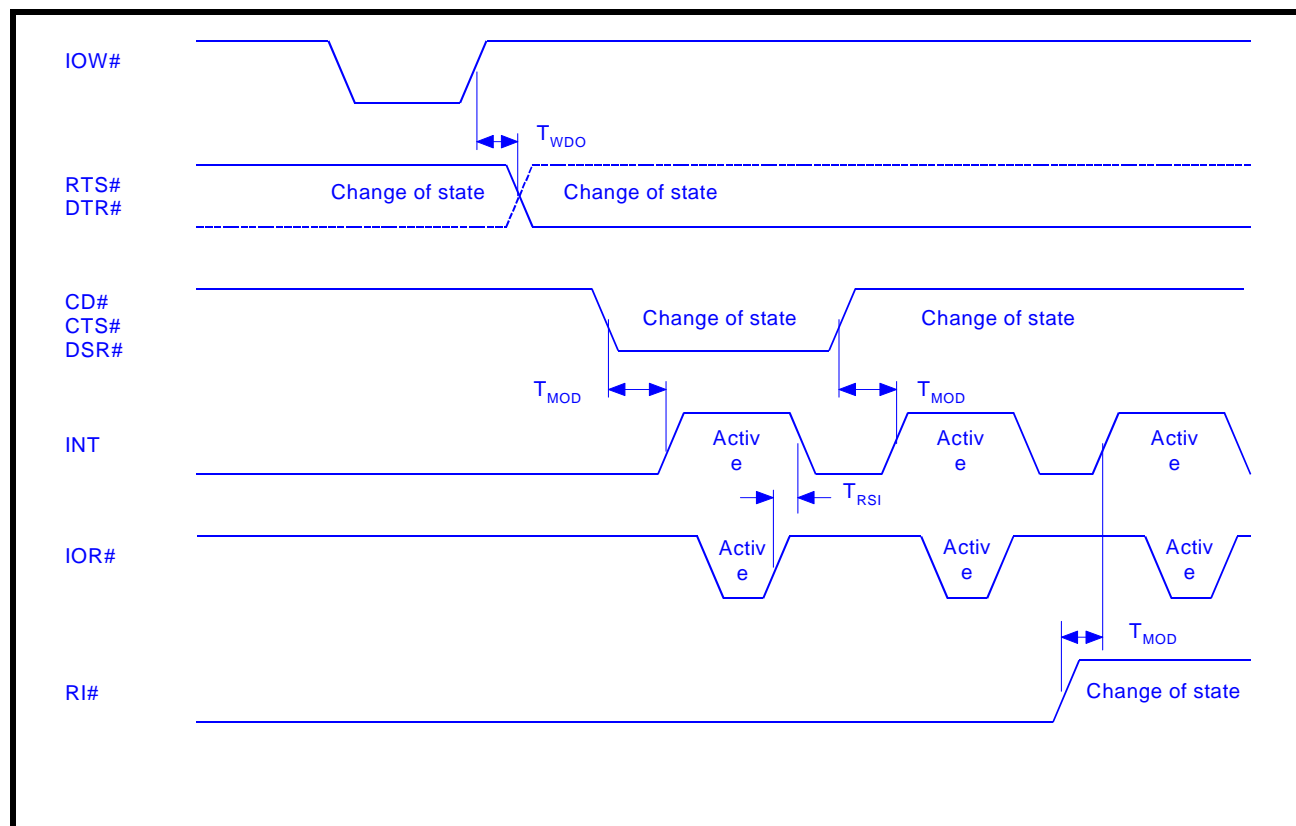 IOW#
TWDO
RTS#
DTR#
Change of state
Change of state
CD#
CTS#
DSR#
Change of state
Change of state
TMOD
TMOD
INT
Activ
e
Activ
e
Activ
e
TRSI
IOR#
Activ
e
Activ
e
Activ
e
TMOD
RI#
Change of state